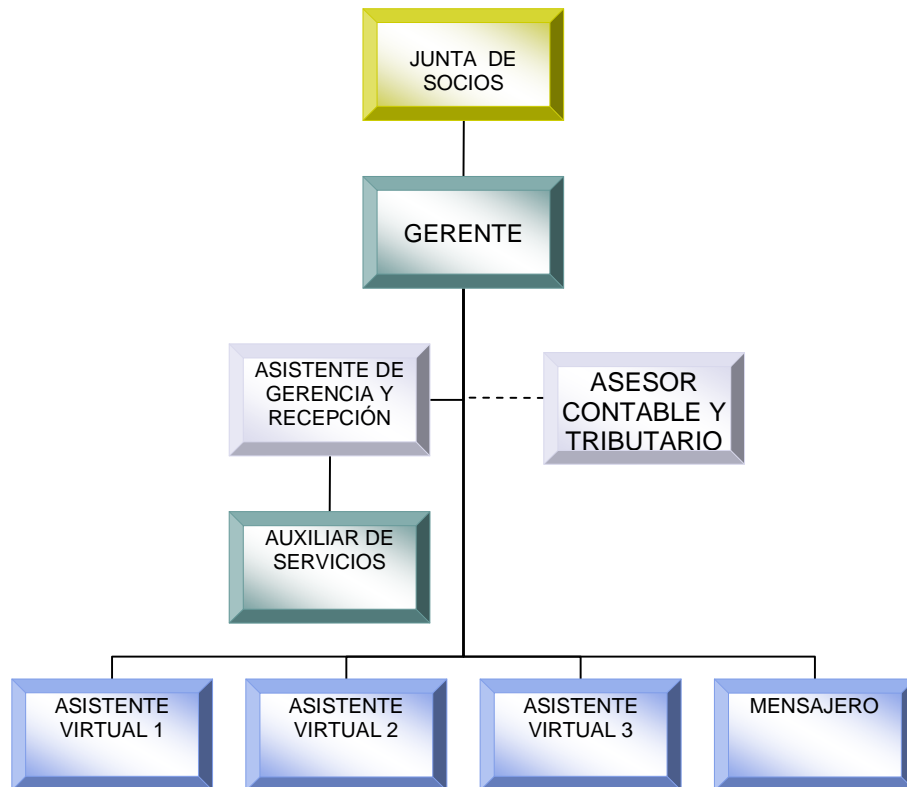 JUNTA DE
SOCIOS
GERENTE
ASISTENTE DE
GERENCIA Y
RECEPCIÓN
ASESOR
CONTABLE Y
TRIBUTARIO
AUXILIAR DE
SERVICIOS
ASISTENTE
VIRTUAL 1
ASISTENTE
VIRTUAL 2
ASISTENTE
VIRTUAL 3
MENSAJERO